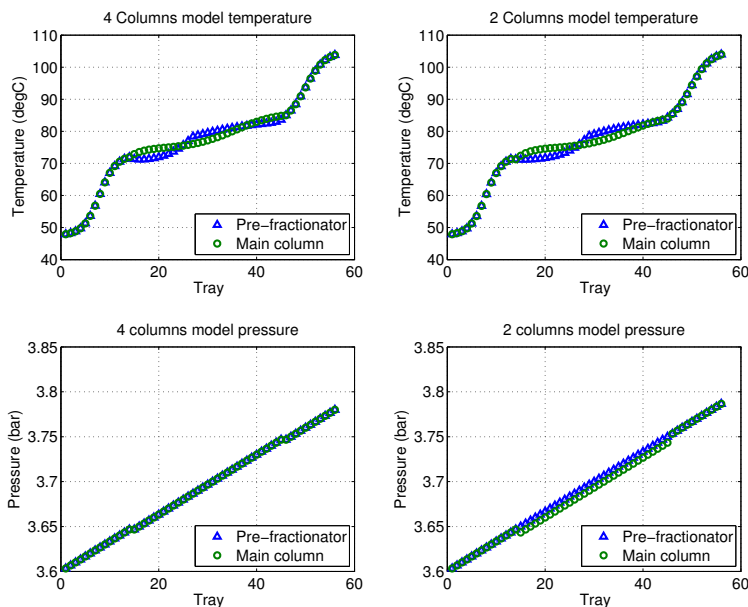 4 Columns model temperature
110
100
90
80
70
60
50
40
0
20
40
60
Temperature (degC)
Tray
Pre-fractionator
Main column
2 Columns model temperature
110
100
90
80
70
60
50
40
0
20
40
60
Temperature (degC)
Tray
Pre-fractionator
Main column
4 columns model pressure
3.85
3.8
3.75
3.7
3.65
3.6
0
20
40
60
Pressure (bar)
Tray
Pre-fractionator
Main column
2 columns model pressure
3.85
3.8
3.75
3.7
3.65
3.6
0
20
40
60
Pressure (bar)
Tray
Pre-fractionator
Main column